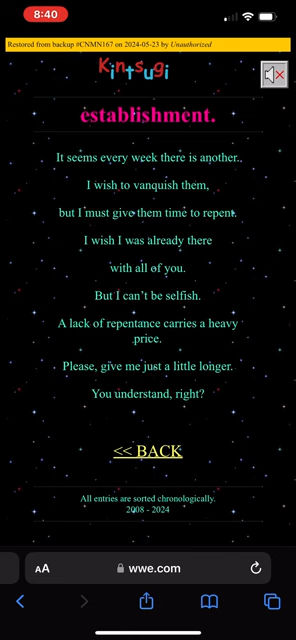 8:40
Restored from backup #CNMN167 on 2024-05-23 by Unauthorized
Kintsugi
establishment.
It seems every week there is another.
I wish to vanquish them,
but I must give them time to repent.
I wish I was already there
with all of you.
But I can't be selfish.
A lack of repentance carries a heavy
price.
Please, give me just a little longer.
You understand, right?
<< BACK
All entries are sorted chronologically.
2008 - 2024
AA
wwe.com